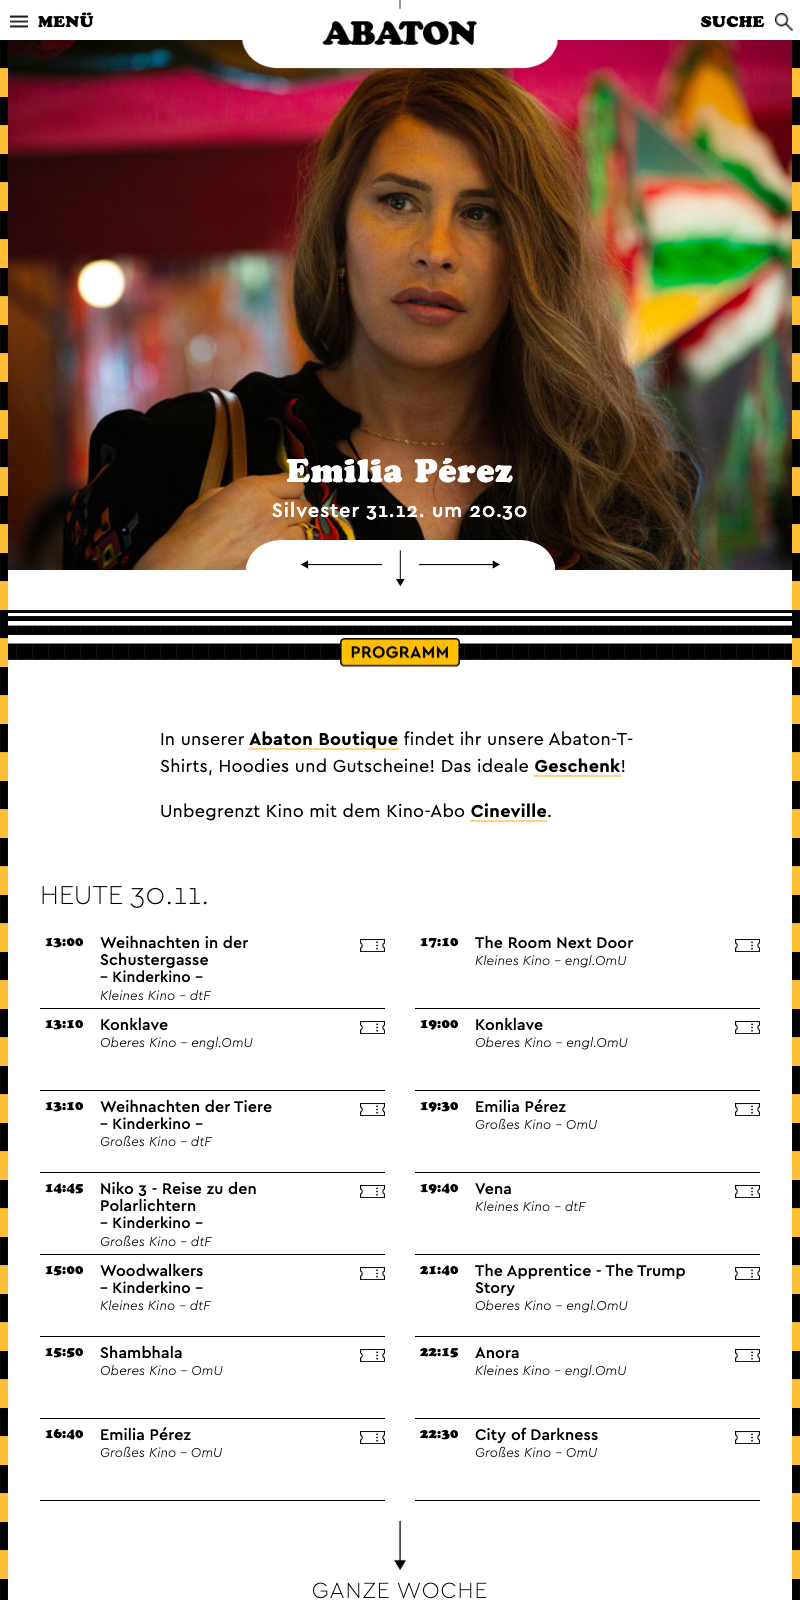 MENÜ
ABATON
SUCHE
Emilia Pérez
Silvester 31.12. um 20.30
PROGRAMM
In unserer Abaton Boutique findet ihr unsere Abaton-T-
Shirts, Hoodies und Gutscheine! Das ideale Geschenk!
Unbegrenzt Kino mit dem Kino-Abo Cineville.
HEUTE 30.11.
13:00 Weihnachten in der
Schustergasse
– Kinderkino –
Kleines Kino – dtF
13:10 Konklave
Oberes Kino – engl.OmU
13:10 Weihnachten der Tiere
– Kinderkino –
Großes Kino – dtF
14:45 Niko 3 - Reise zu den
Polarlichtern
– Kinderkino –
Großes Kino – dtF
15:00 Woodwalkers
– Kinderkino –
Kleines Kino – dtF
15:50 Shambhala
Oberes Kino – OmU
16:40 Emilia Pérez
Großes Kino – OmU
17:10 The Room Next Door
Kleines Kino – engl.OmU
19:00 Konklave
Oberes Kino – engl.OmU
19:30 Emilia Pérez
Großes Kino – OmU
19:40 Vena
Kleines Kino – dtF
21:40 The Apprentice - The Trump
Story
Oberes Kino – engl.OmU
22:15 Anora
Kleines Kino – engl.OmU
22:30 City of Darkness
Großes Kino – OmU
GANZE WOCHE